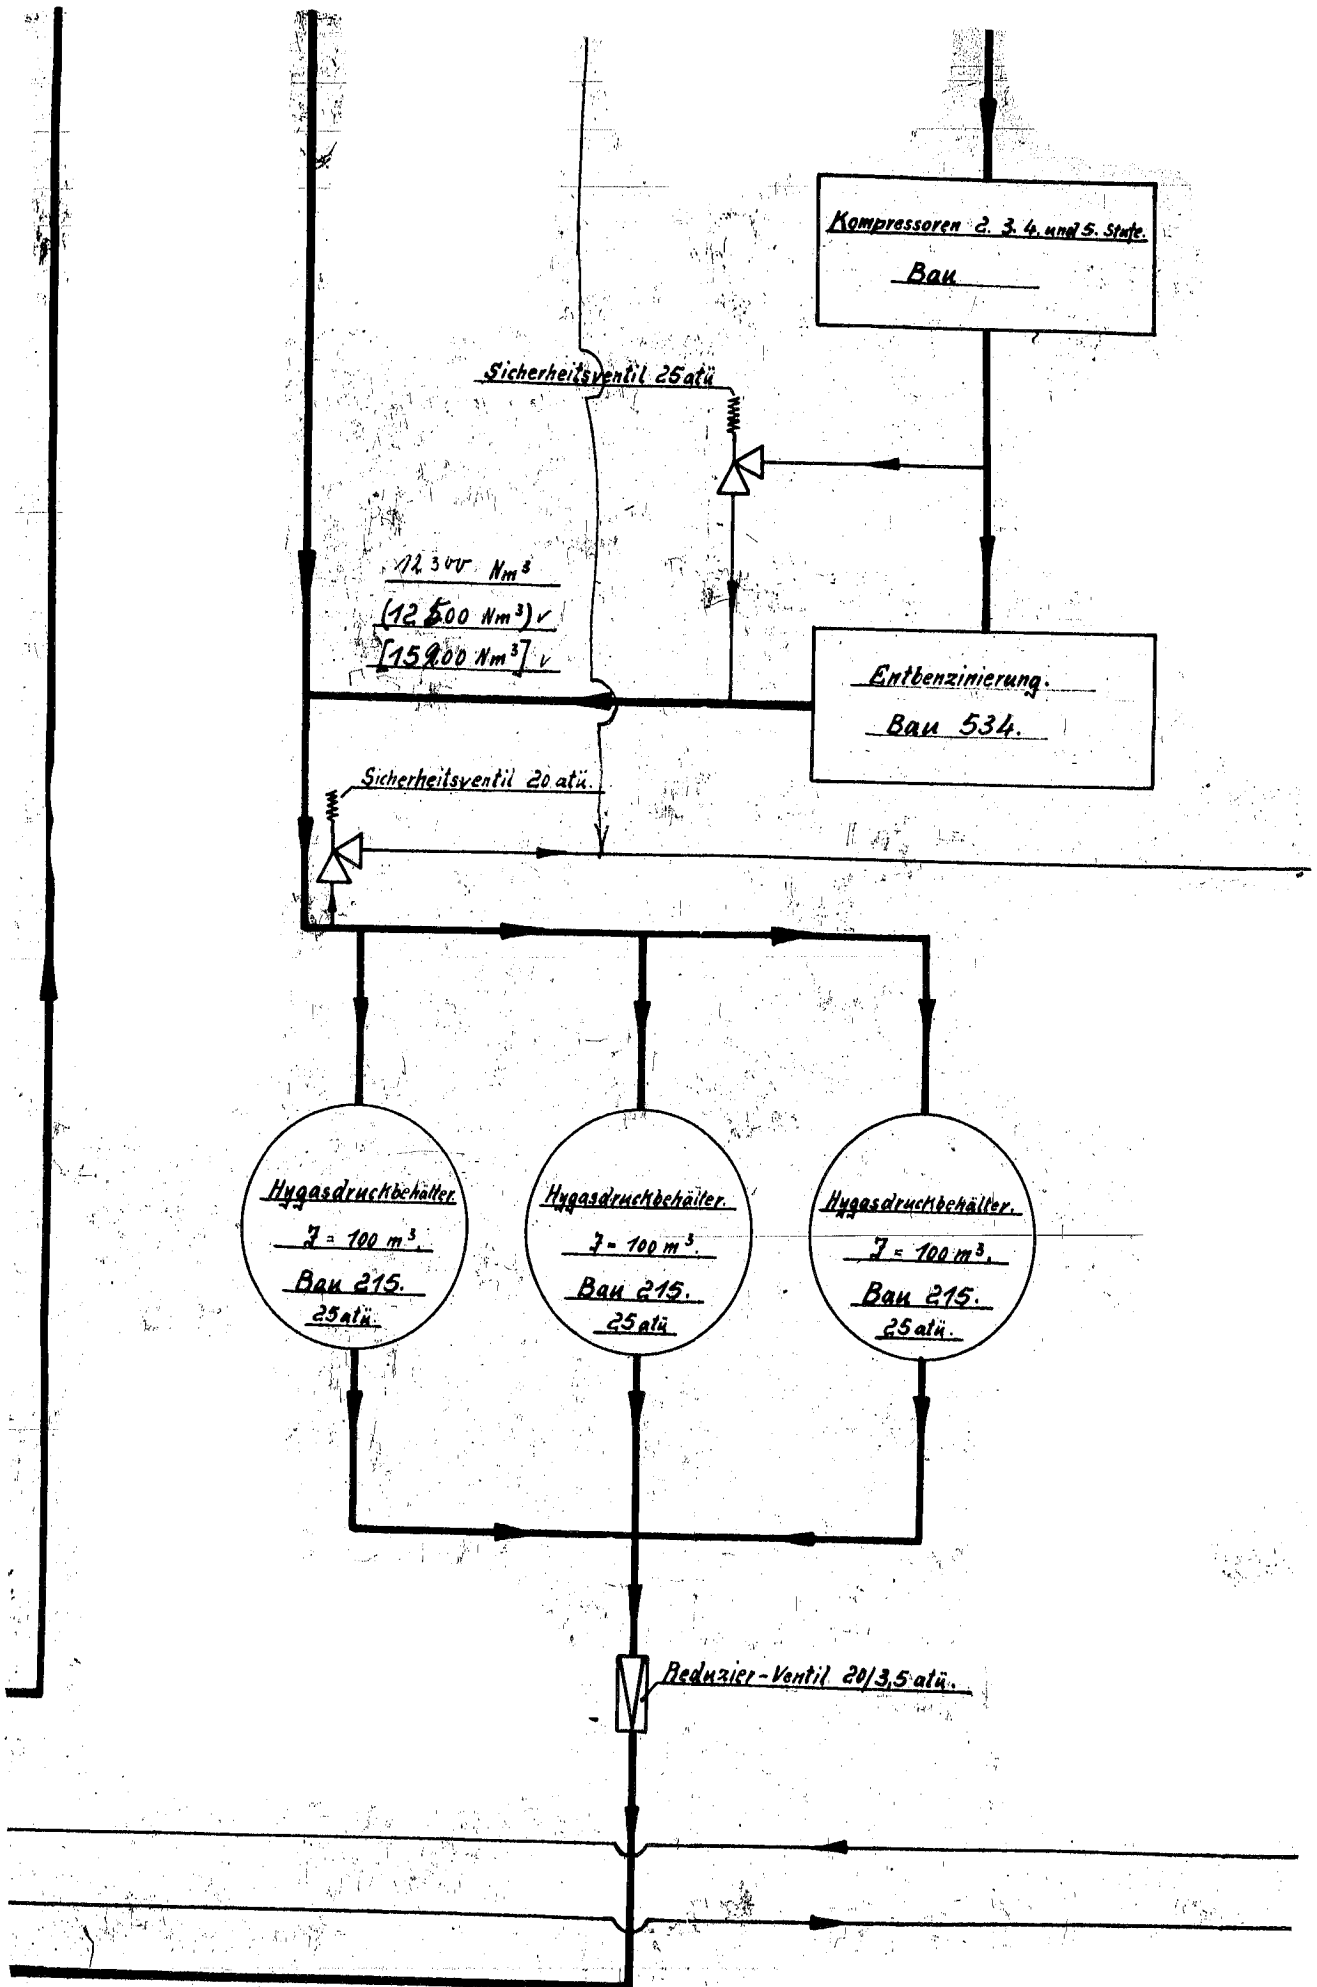 Kompressoren 2. 3. 4. und 5. Stufe.
Bau
Sicherheitsventil 25 atü
12 300 Nm³
(12 500 Nm³) v
[15900 Nm³] v
Entbenzinierung.
Bau 534.
Sicherheitsventil 20 atü.
Hygasdruckbehälter.
J = 100 m³.
Bau 215.
25 atü.
Hygasdruckbehälter.
J = 100 m³.
Bau 215.
25 atü
Hygasdruckbehälter.
J = 100 m³.
Bau 215.
25 atü.
Reduzier-Ventil 20/3,5 atü.